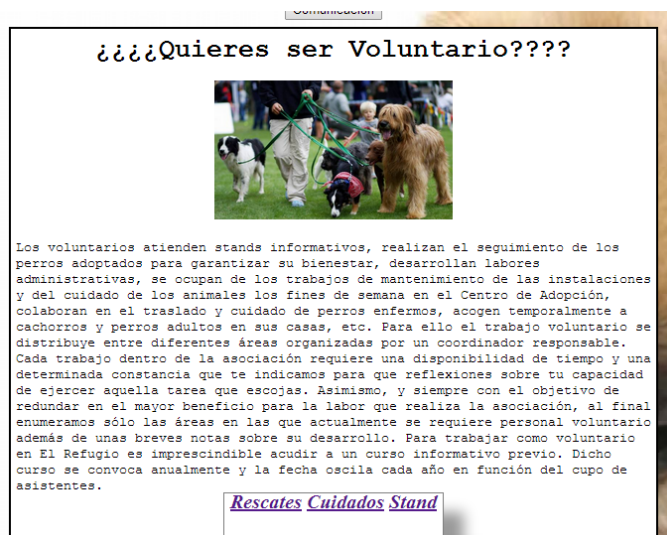 Comunicación
¿¿¿¿Quieres ser Voluntario????
Los voluntarios atienden stands informativos, realizan el seguimiento de los
perros adoptados para garantizar su bienestar, desarrollan labores
administrativas, se ocupan de los trabajos de mantenimiento de las instalaciones
y del cuidado de los animales los fines de semana en el Centro de Adopción,
colaboran en el traslado y cuidado de perros enfermos, acogen temporalmente a
cachorros y perros adultos en sus casas, etc. Para ello el trabajo voluntario se
distribuye entre diferentes áreas organizadas por un coordinador responsable.
Cada trabajo dentro de la asociación requiere una disponibilidad de tiempo y una
determinada constancia que te indicamos para que reflexiones sobre tu capacidad
de ejercer aquella tarea que escojas. Asimismo, y siempre con el objetivo de
redundar en el mayor beneficio para la labor que realiza la asociación, al final
enumeramos sólo las áreas en las que actualmente se requiere personal voluntario
además de unas breves notas sobre su desarrollo. Para trabajar como voluntario
en El Refugio es imprescindible acudir a un curso informativo previo. Dicho
curso se convoca anualmente y la fecha oscila cada año en función del cupo de
asistentes.
Rescates Cuidados Stand